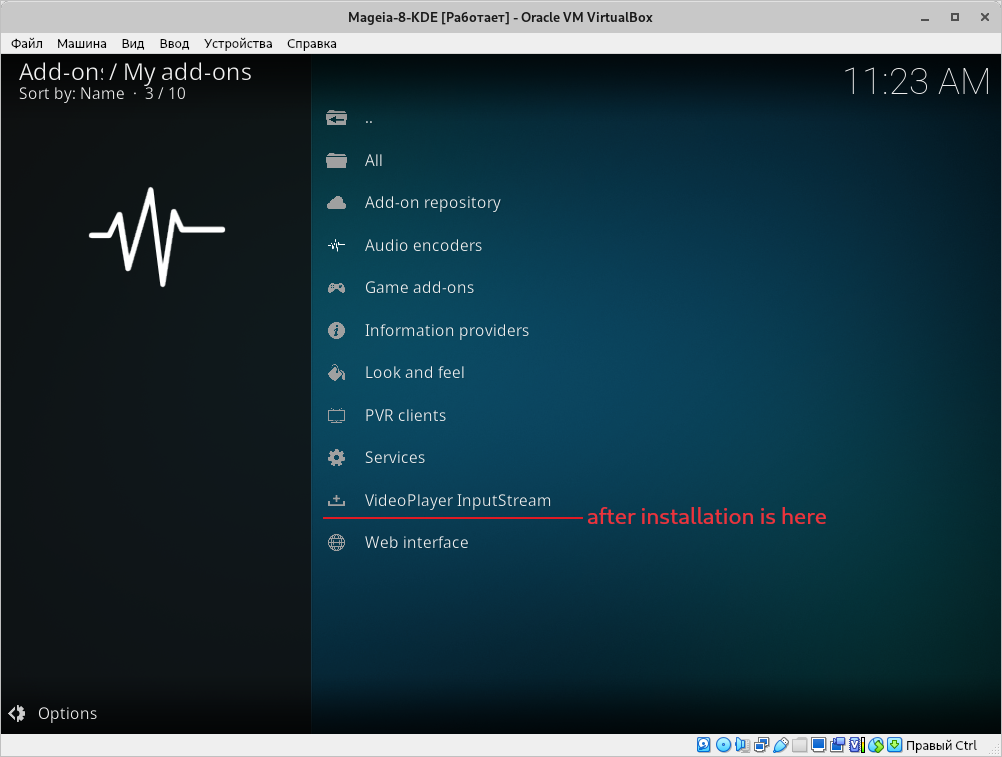 Mageia-8-KDE [Работает] - Oracle VM VirtualBox
Файл Машина Вид Ввод Устройства Справка
Add-ons / My add-ons
Sort by: Name · 3 / 10
11:23 AM
..
All
Add-on repository
Audio encoders
Game add-ons
Information providers
Look and feel
PVR clients
Services
VideoPlayer InputStream
after installation is here
Web interface
Options
Правый Ctrl